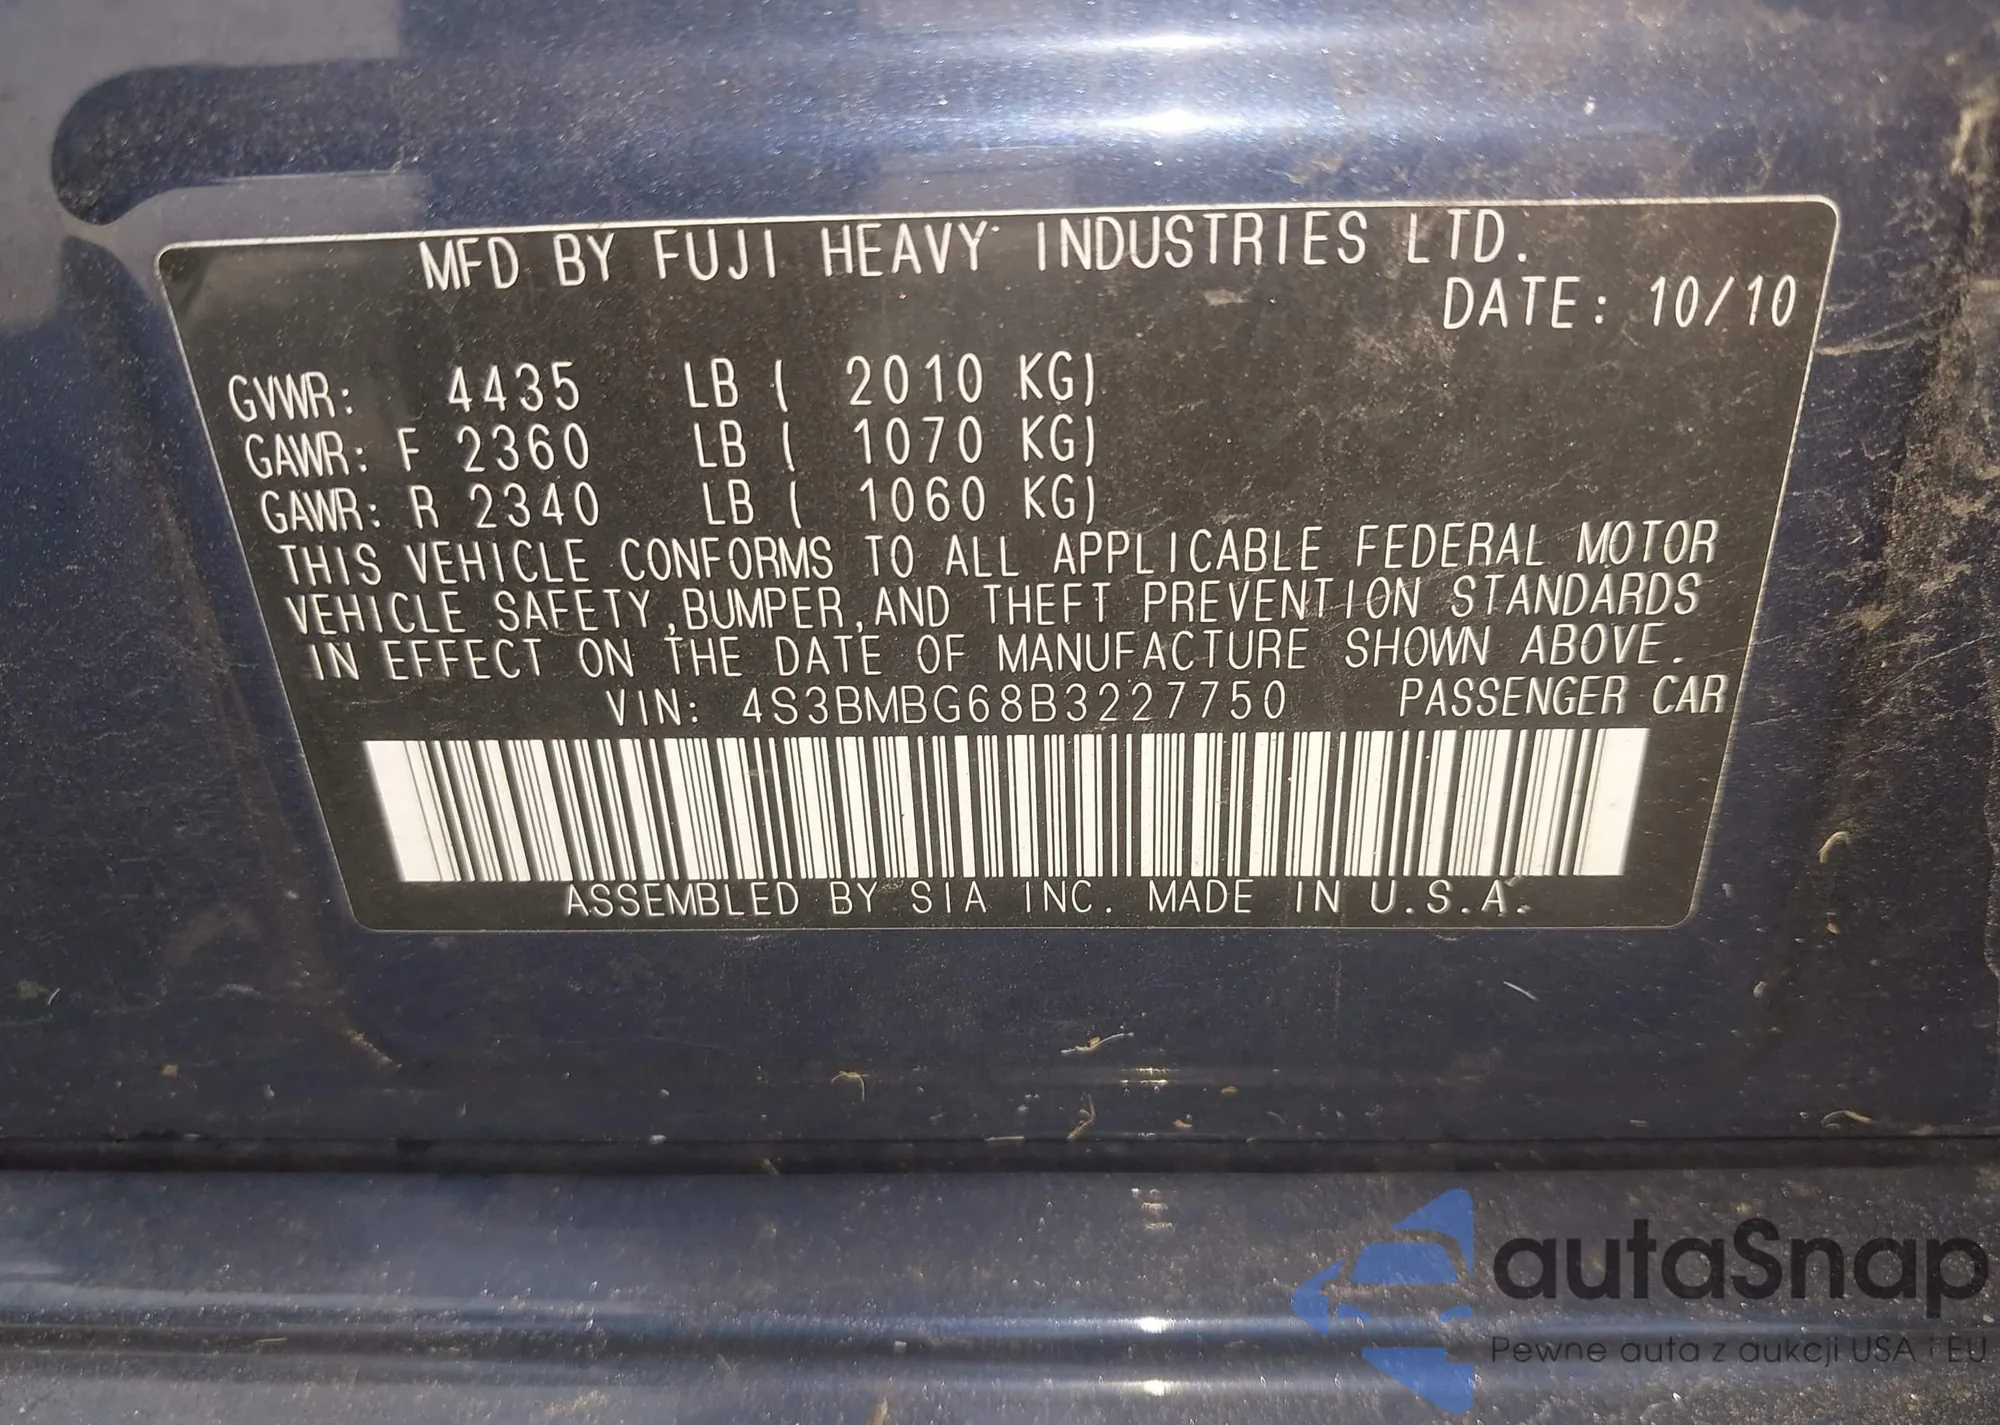 MFD BY FUJI HEAVY INDUSTRIES LTD.
DATE: 10/10
GVWR: 4435 LB ( 2010 KG)
GAWR: F 2360 LB ( 1070 KG)
GAWR: R 2340 LB ( 1060 KG)
THIS VEHICLE CONFORMS TO ALL APPLICABLE FEDERAL MOTOR
VEHICLE SAFETY,BUMPER,AND THEFT PREVENTION STANDARDS
IN EFFECT ON THE DATE OF MANUFACTURE SHOWN ABOVE.
VIN: 4S3BMBG68B3227750 PASSENGER CAR
ASSEMBLED BY SIA INC. MADE IN U.S.A.
autaSnap
Pewne auta z aukcji USA i EU